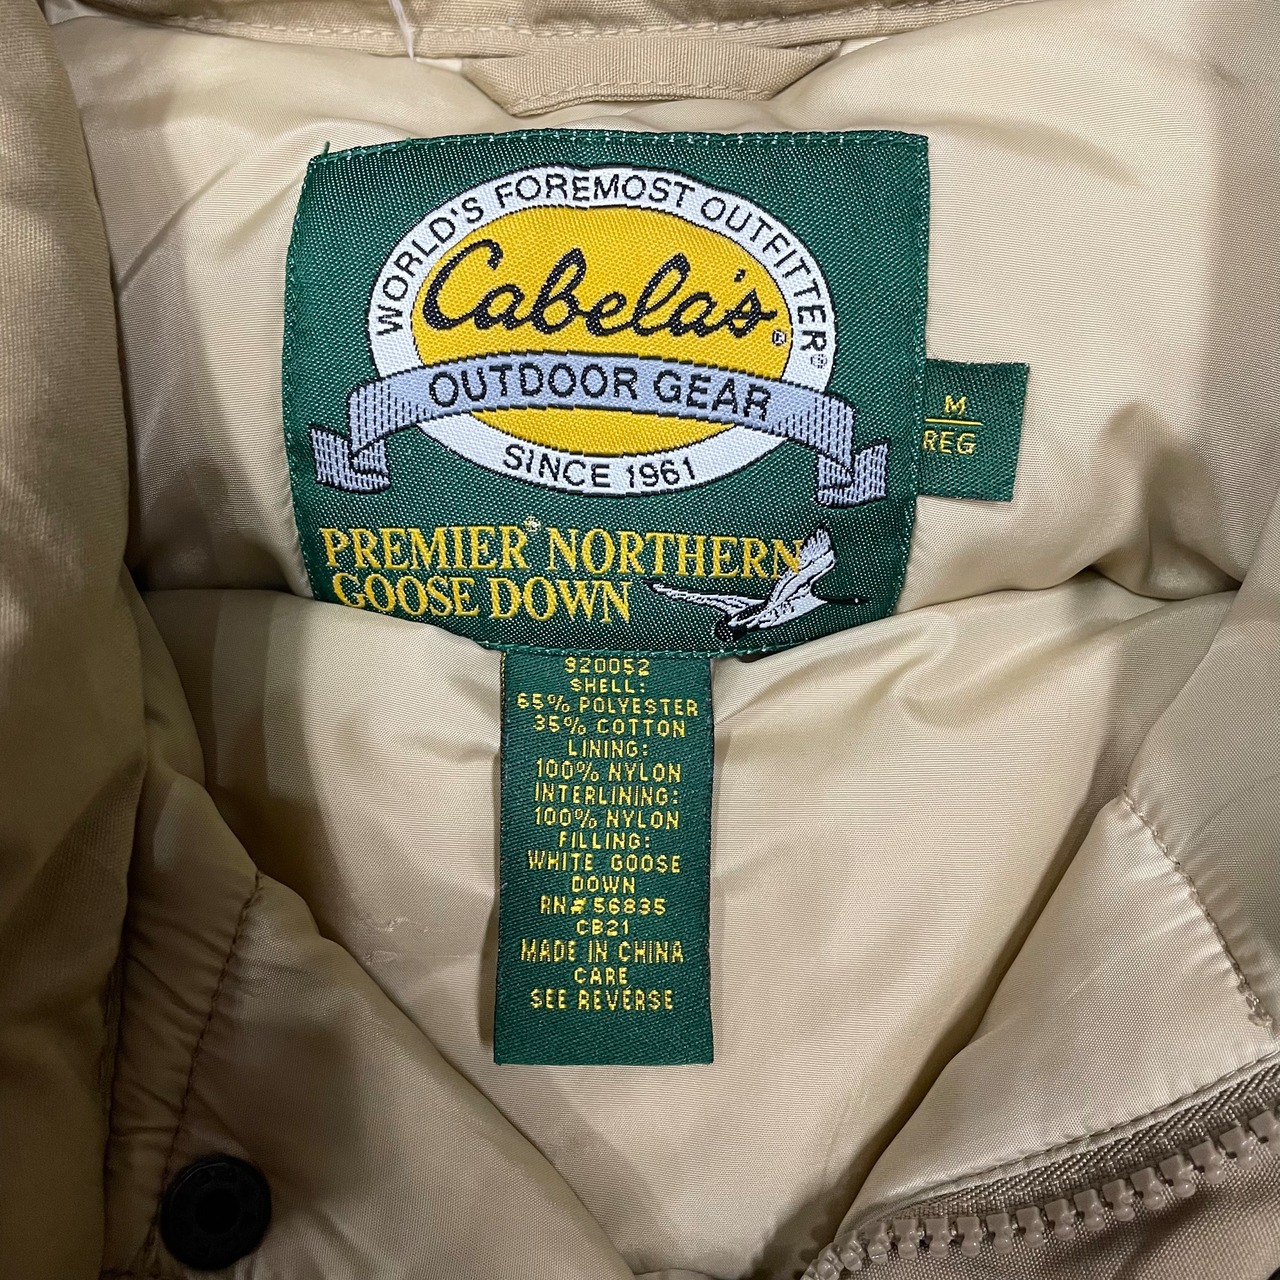 WORLD'S FOREMOST OUTFITTER®
Cabela's®
OUTDOOR GEAR
SINCE 1961
M
REG
PREMIER® NORTHERN
GOOSE DOWN
920052
SHELL:
65% POLYESTER
35% COTTON
LINING:
100% NYLON
INTERLINING:
100% NYLON
FILLING:
WHITE GOOSE
DOWN
RN#56835
CB21
MADE IN CHINA
CARE
SEE REVERSE